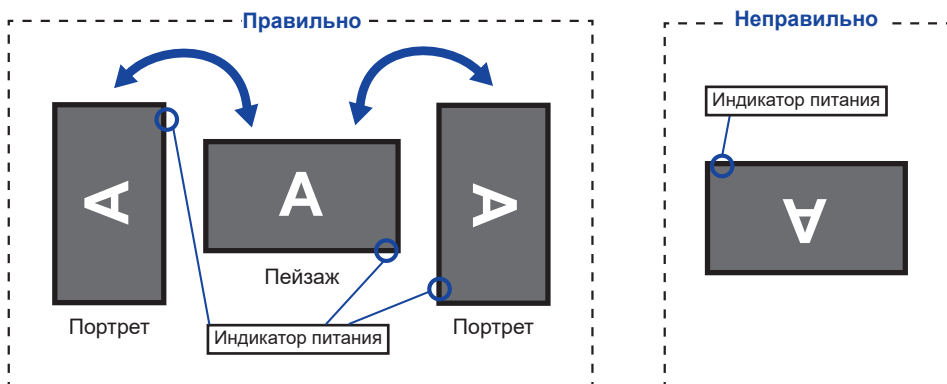 Правильно
Неправильно
Индикатор питания
A
A
A
A
Пейзаж
Портрет
Портрет
Индикатор питания